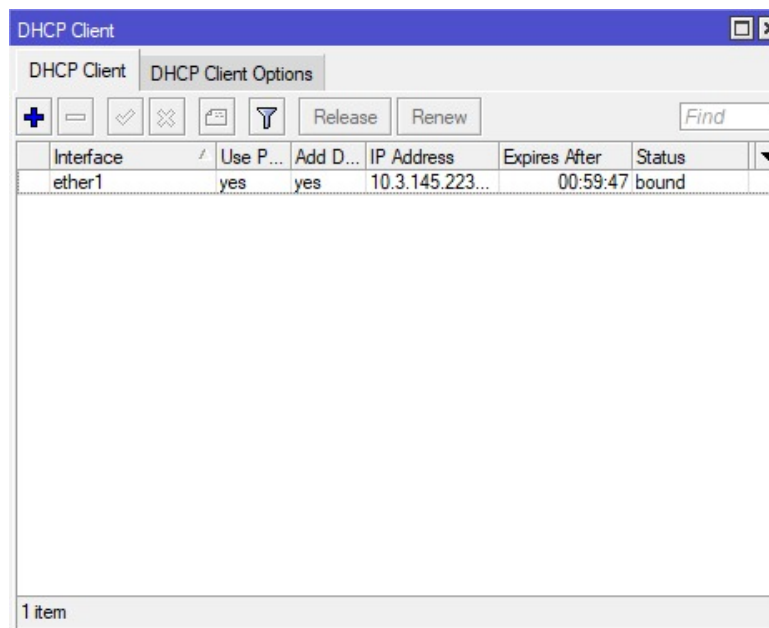 DHCP Client
DHCP Client DHCP Client Options
Release Renew Find
Interface Use P... Add D... IP Address Expires After Status
ether1 yes yes 10.3.145.223... 00:59:47 bound
1 item